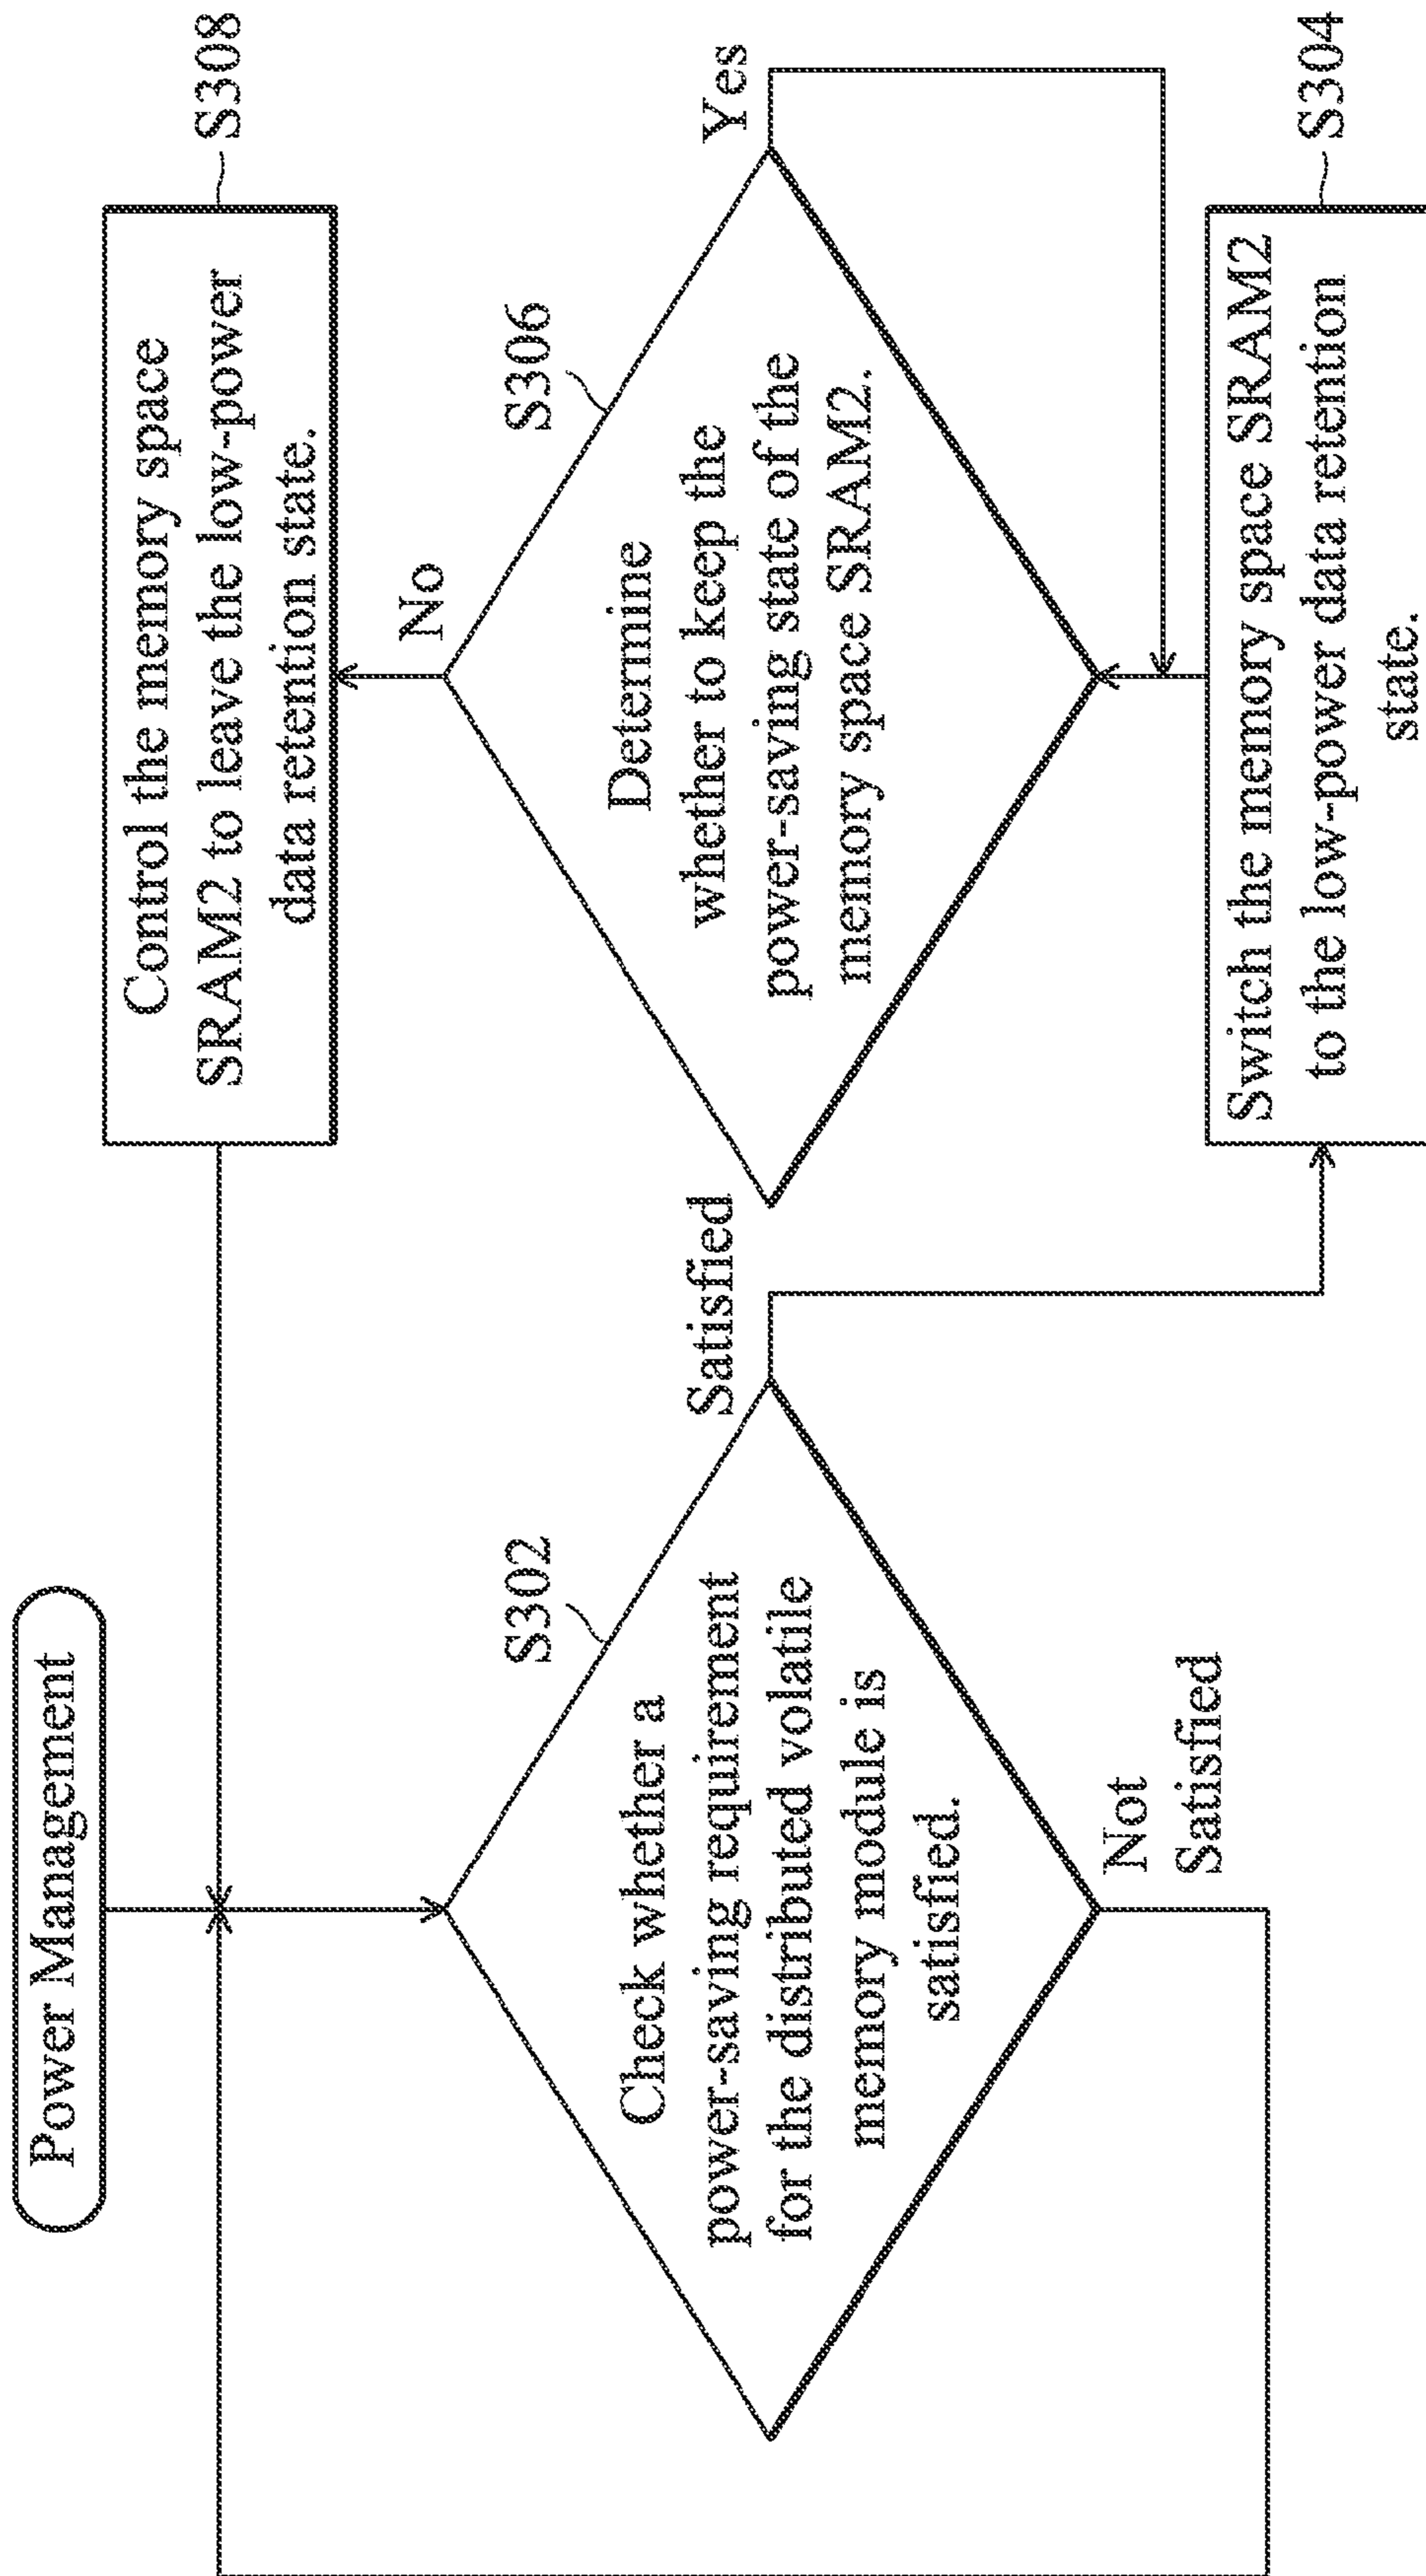 Power Management
S302
Check whether a
power-saving requirement
for the distributed volatile
memory module is
satisfied.
Satisfied
Not
Satisfied
S308
Control the memory space
SRAM2 to leave the low-power
data retention state.
No
S306
Determine
whether to keep the
power-saving state of the
memory space SRAM2.
Yes
Switch the memory space SRAM2
to the low-power data retention
state.
S304